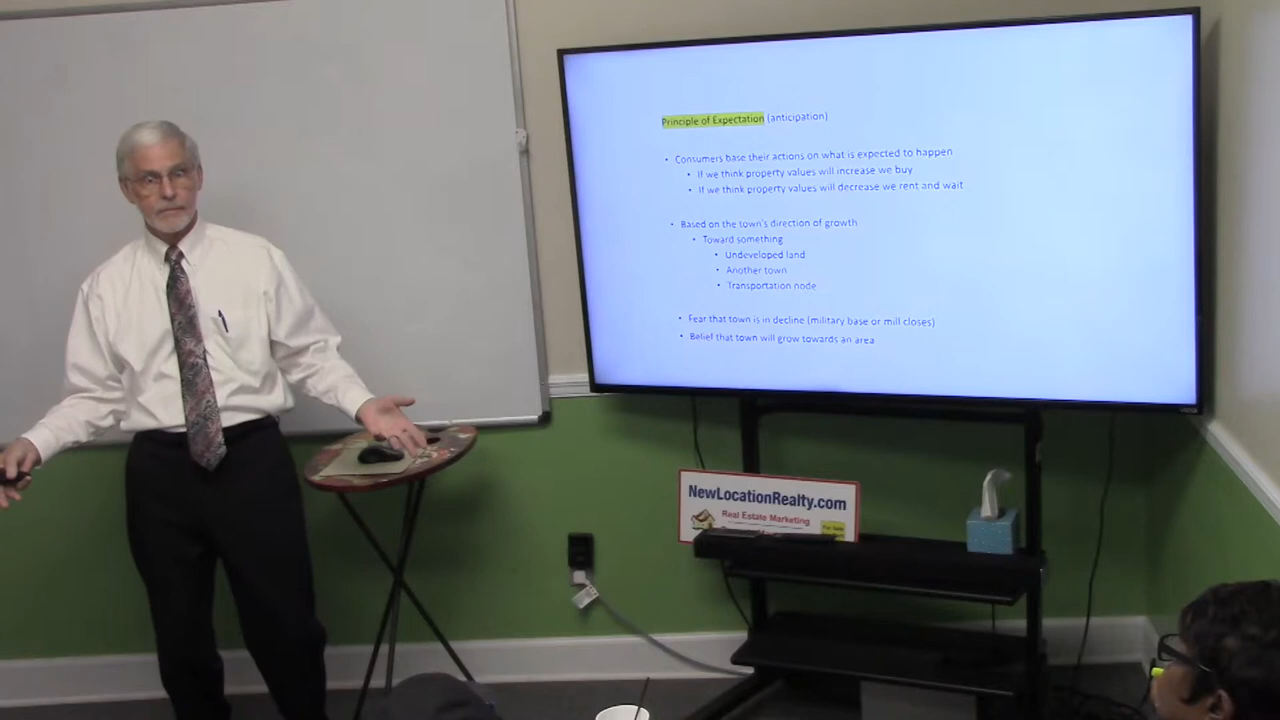 Principle of Expectation (anticipation)
• Consumers base their actions on what is expected to happen
• If we think property values will increase we buy
• If we think property values will decrease we rent and wait
• Based on the town's direction of growth
• Toward something
• Undeveloped land
• Another town
• Transportation node
• Fear that town is in decline (military base or mill closes)
• Belief that town will grow towards an area
NewLocationRealty.com
Real Estate Marketing
For Sale